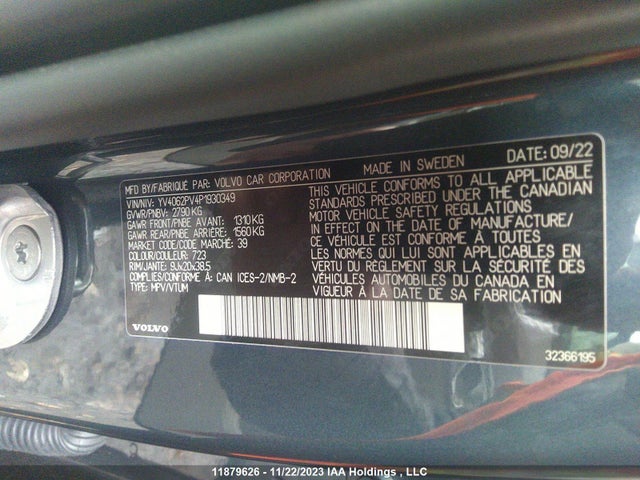 MFD BY/FABRIQUÉ PAR: VOLVO CAR CORPORATION MADE IN SWEDEN DATE: 09/22
VIN/NIV: YV4062PV4P1930349
GVWR/PNBV: 2790 KG
GAWR FRONT/PNBE AVANT: 1310 KG
GAWR REAR/PNBE ARRIÈRE: 1560 KG
MARKET CODE/CODE MARCHÉ: 39
COLOUR/COULEUR: 723
RIM/JANTE: 9Jx20x38.5
COMPLIES/CONFORME À: CAN ICES-2/NMB-2
TYPE: MPV/VTUM
THIS VEHICLE CONFORMS TO ALL APPLICABLE
STANDARDS PRESCRIBED UNDER THE CANADIAN
MOTOR VEHICLE SAFETY REGULATIONS
IN EFFECT ON THE DATE OF MANUFACTURE/
CE VÉHICULE EST CONFORME À TOUTES
LES NORMES QUI LUI SONT APPLICABLES EN
VERTU DU RÈGLEMENT SUR LA SÉCURITÉ DES
VÉHICULES AUTOMOBILES DU CANADA EN
VIGUEUR À LA DATE DE SA FABRICATION
VOLVO
32366195
11879626 - 11/22/2023 IAA Holdings , LLC